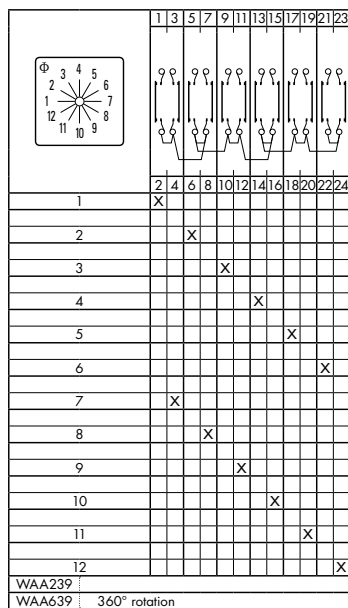 1 3 5 7 9 11 13 15 17 19 21 23
Φ
1 2 3 4 5 6 7 8 9 10 11 12
2 4 6 8 10 12 14 16 18 20 22 24
1 X
2 X
3 X
4 X
5 X
6 X
7 X
8 X
9 X
10 X
11 X
12 X
WAA239
WAA639 360° rotation